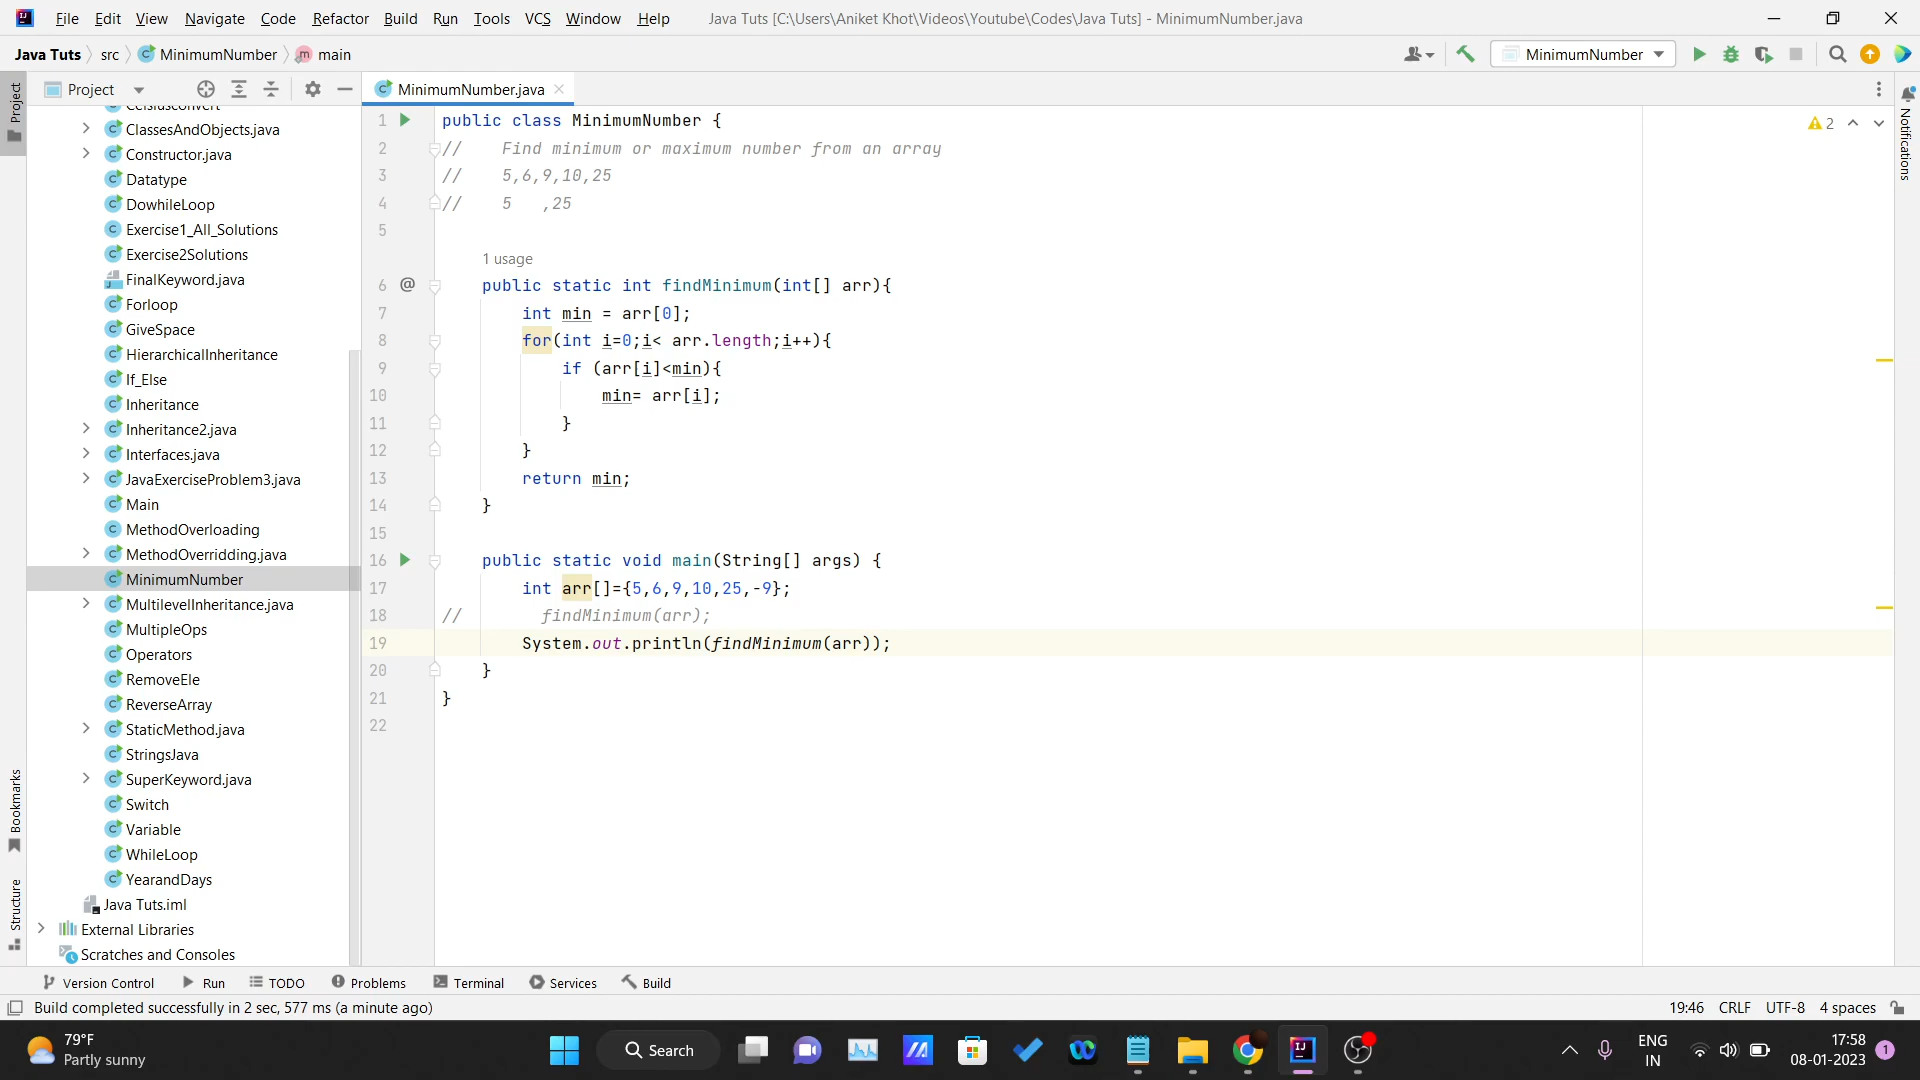 File Edit View Navigate Code Refactor Build Run Tools VCS Window Help Java Tuts [C:\Users\Aniket Khot\Videos\Youtube\Codes\Java Tuts] - MinimumNumber.java
Java Tuts src MinimumNumber main MinimumNumber
Project
Project
MinimumNumber.java
Notifications
Celsiusconvert
ClassesAndObjects.java
Constructor.java
Datatype
DowhileLoop
Exercise1_All_Solutions
Exercise2Solutions
FinalKeyword.java
Forloop
GiveSpace
HierarchicalInheritance
If_Else
Inheritance
Inheritance2.java
Interfaces.java
JavaExerciseProblem3.java
Main
MethodOverloading
MethodOverridding.java
MinimumNumber
MultilevelInheritance.java
MultipleOps
Operators
RemoveEle
ReverseArray
StaticMethod.java
StringsJava
SuperKeyword.java
Switch
Variable
WhileLoop
YearandDays
Java Tuts.iml
External Libraries
Scratches and Consoles
Bookmarks
Structure
2
1 public class MinimumNumber {
2 // Find minimum or maximum number from an array
3 // 5,6,9,10,25
4 // 5 ,25
5
1 usage
6 @ public static int findMinimum(int[] arr){
7 int min = arr[0];
8 for(int i=0;i< arr.length;i++){
9 if (arr[i]<min){
10 min= arr[i];
11 }
12 }
13 return min;
14 }
15
16 public static void main(String[] args) {
17 int arr[]={5,6,9,10,25,-9};
18 // findMinimum(arr);
19 System.out.println(findMinimum(arr));
20 }
21 }
22
Version Control Run TODO Problems Terminal Services Build
Build completed successfully in 2 sec, 577 ms (a minute ago) 19:46 CRLF UTF-8 4 spaces
79°F
Partly sunny
Search
ENG
IN
17:58
08-01-2023
1